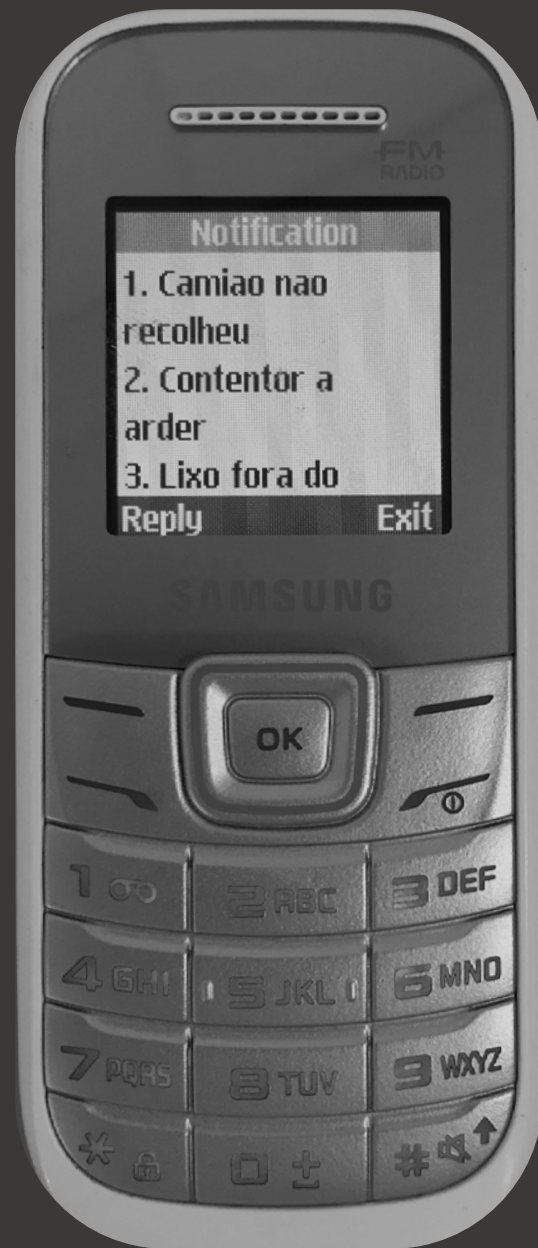 FM
RADIO
Notification
1. Camiao nao
recolheu
2. Contentor a
arder
3. Lixo fora do
Reply Exit
SAMSUNG
OK
1 2 ABC 3 DEF
4 GHI 5 JKL 6 MNO
7 PQRS 8 TUV 9 WXYZ
* 0 + #